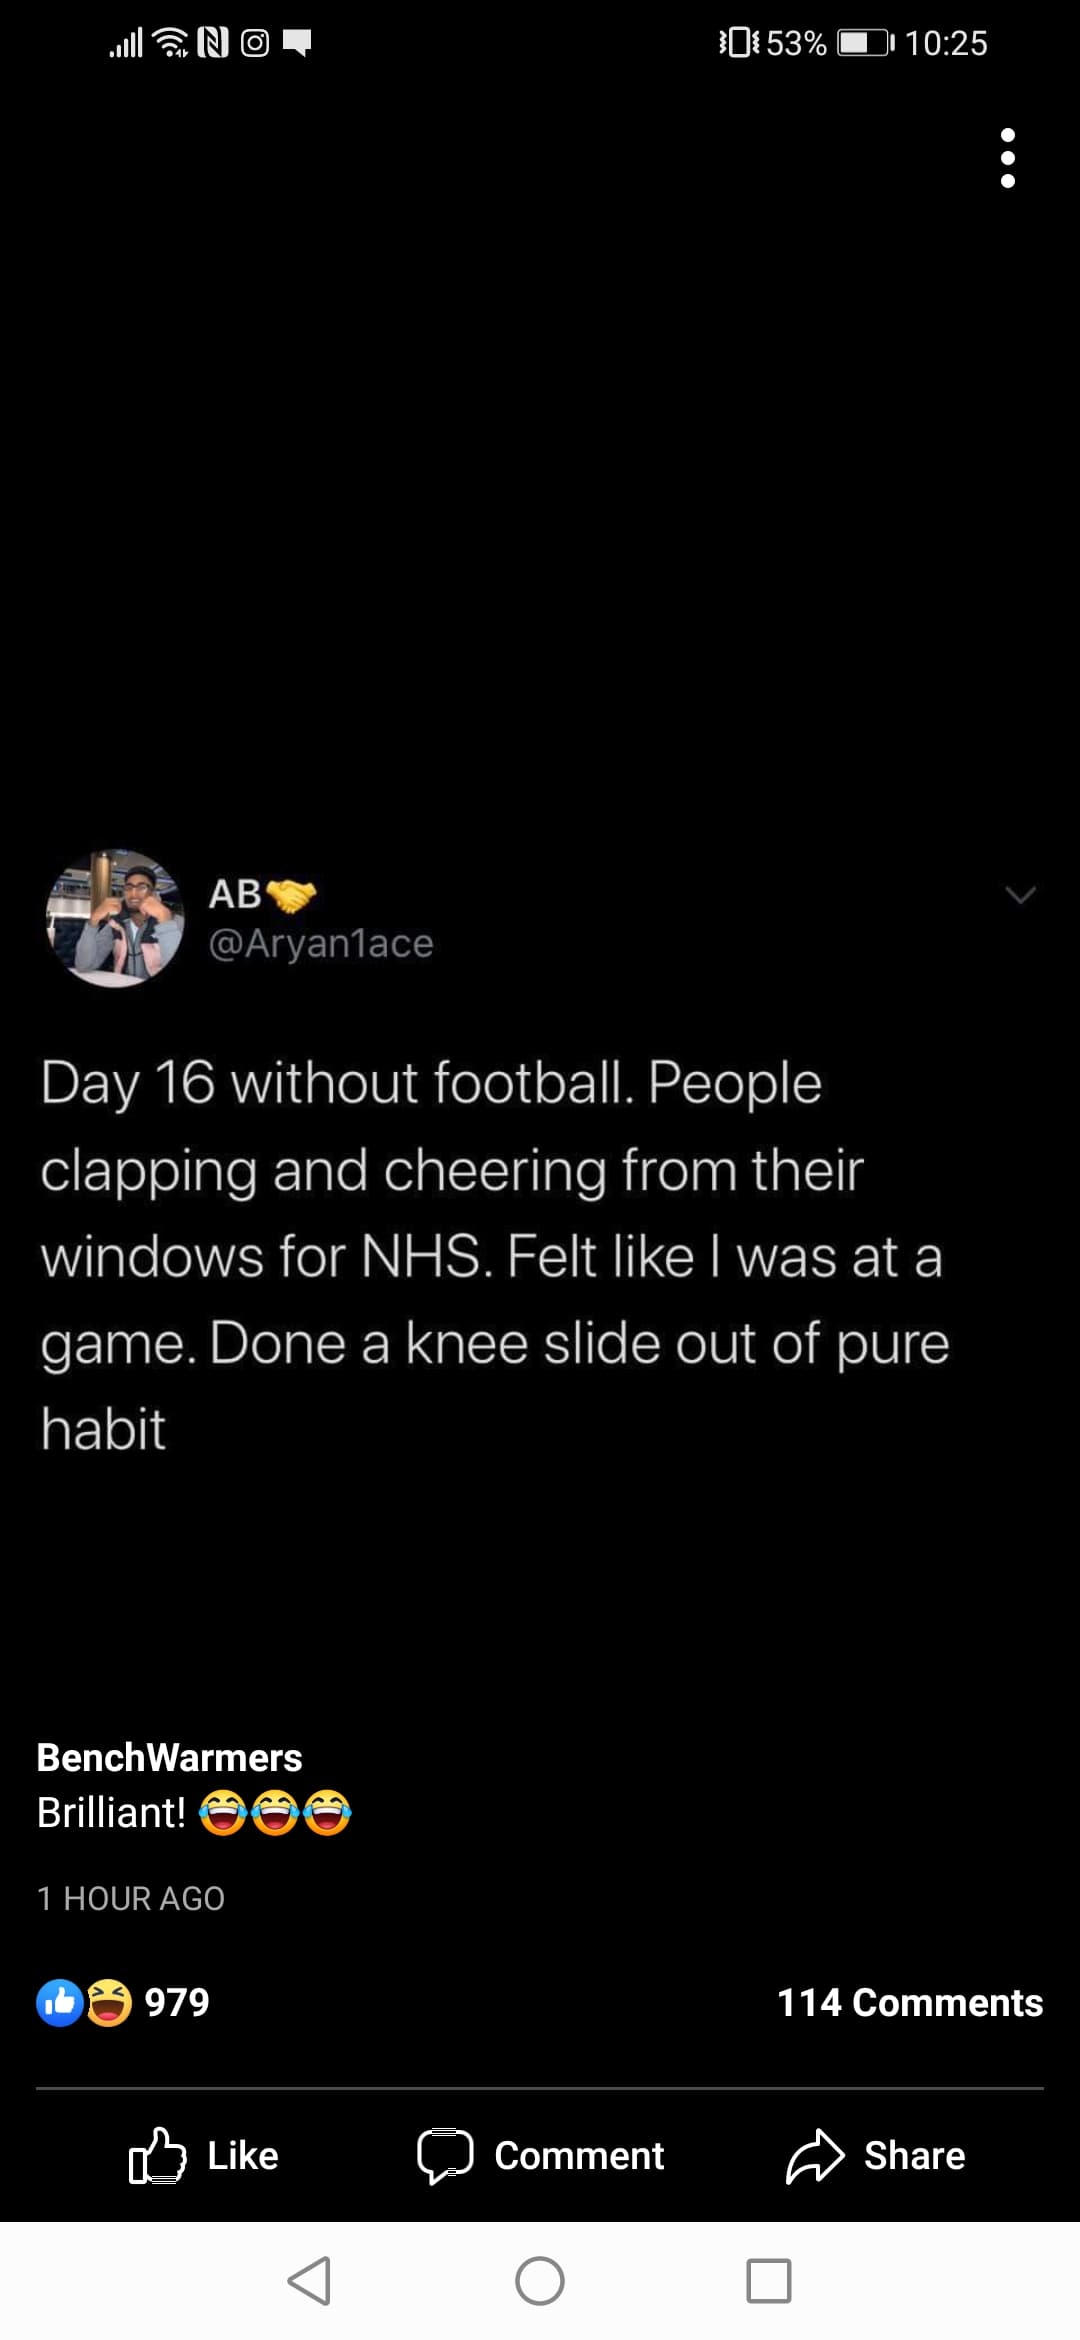 53% 10:25
AB🤝
@Aryan1ace
Day 16 without football. People
clapping and cheering from their
windows for NHS. Felt like I was at a
game. Done a knee slide out of pure
habit
BenchWarmers
Brilliant! 😂😂😂
1 HOUR AGO
979 114 Comments
Like Comment Share